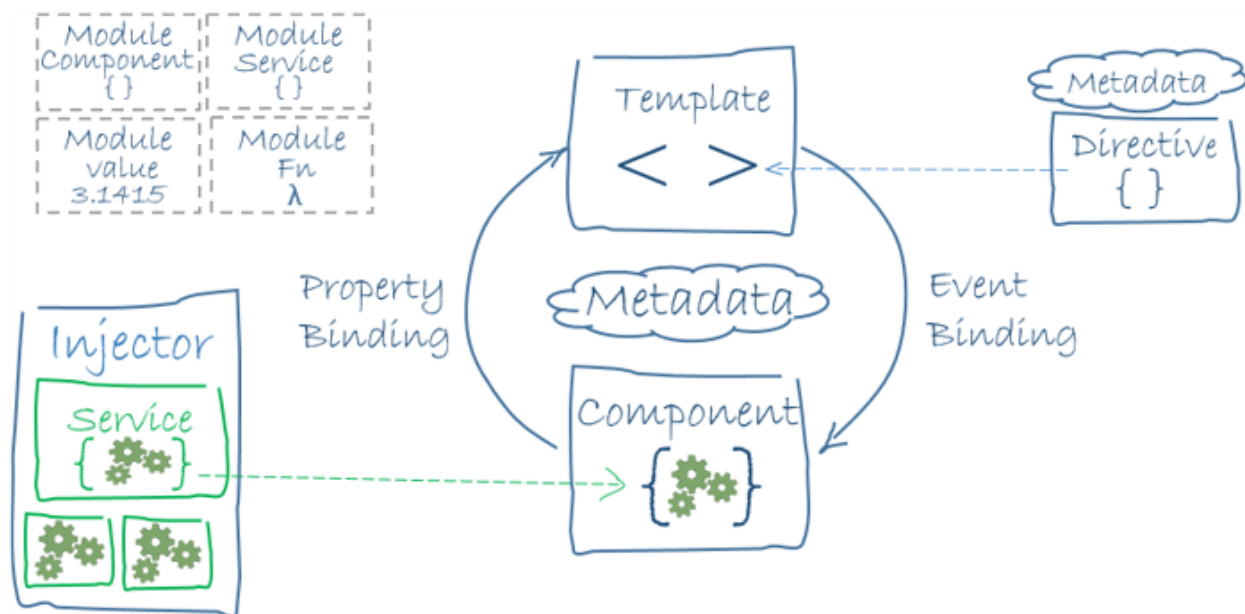 Module
Component
{ }
Module
Service
{ }
Module
value
3.1415
Module
Fn
λ
Template
< >
Metadata
Directive
{ }
Property
Binding
Metadata
Event
Binding
Injector
Service
{ }
Component
{ }